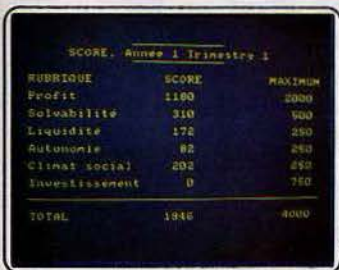 SCORE. Année 1 Trimestre 1
RUBRIQUE SCORE MAXIMUM
Profit 1180 2000
Solvabilité 310 500
Liquidité 172 250
Autonomie 82 250
Climat social 202 250
Investissement 0 750
TOTAL 1946 4000